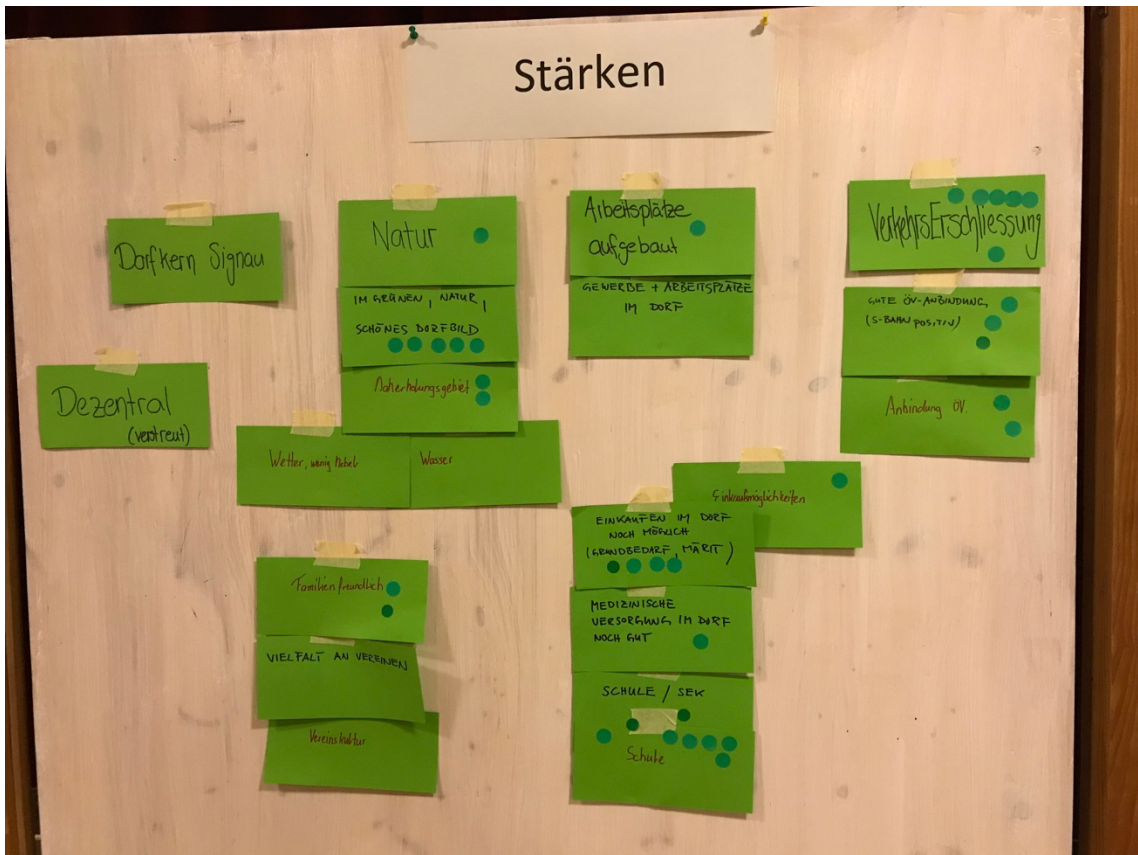 Stärken
Dorfkern Signau
Dezentral
(verstreut)
Natur
IM GRÜNEN, NATUR,
SCHÖNES DORFBILD
Naherholungsgebiet
Wetter, wenig Nebel
Wasser
Arbeitsplätze
aufgebaut
GEWERBE + ARBEITSPLÄTZE
IM DORF
VerkehrsErschliessung
GUTE ÖV-ANBINDUNG
(S-BAHN POSITIV)
Anbindung ÖV.
Einkaufmöglichkeiten
EINKAUFEN IM DORF
NOCH MÖGLICH
(GRUNDBEDARF, MÄRIT)
MEDIZINISCHE
VERSORGUNG IM DORF
NOCH GUT
SCHULE / SEK
Schule
Familienfreundlich
VIELFALT AN VEREINEN
Vereinskultur